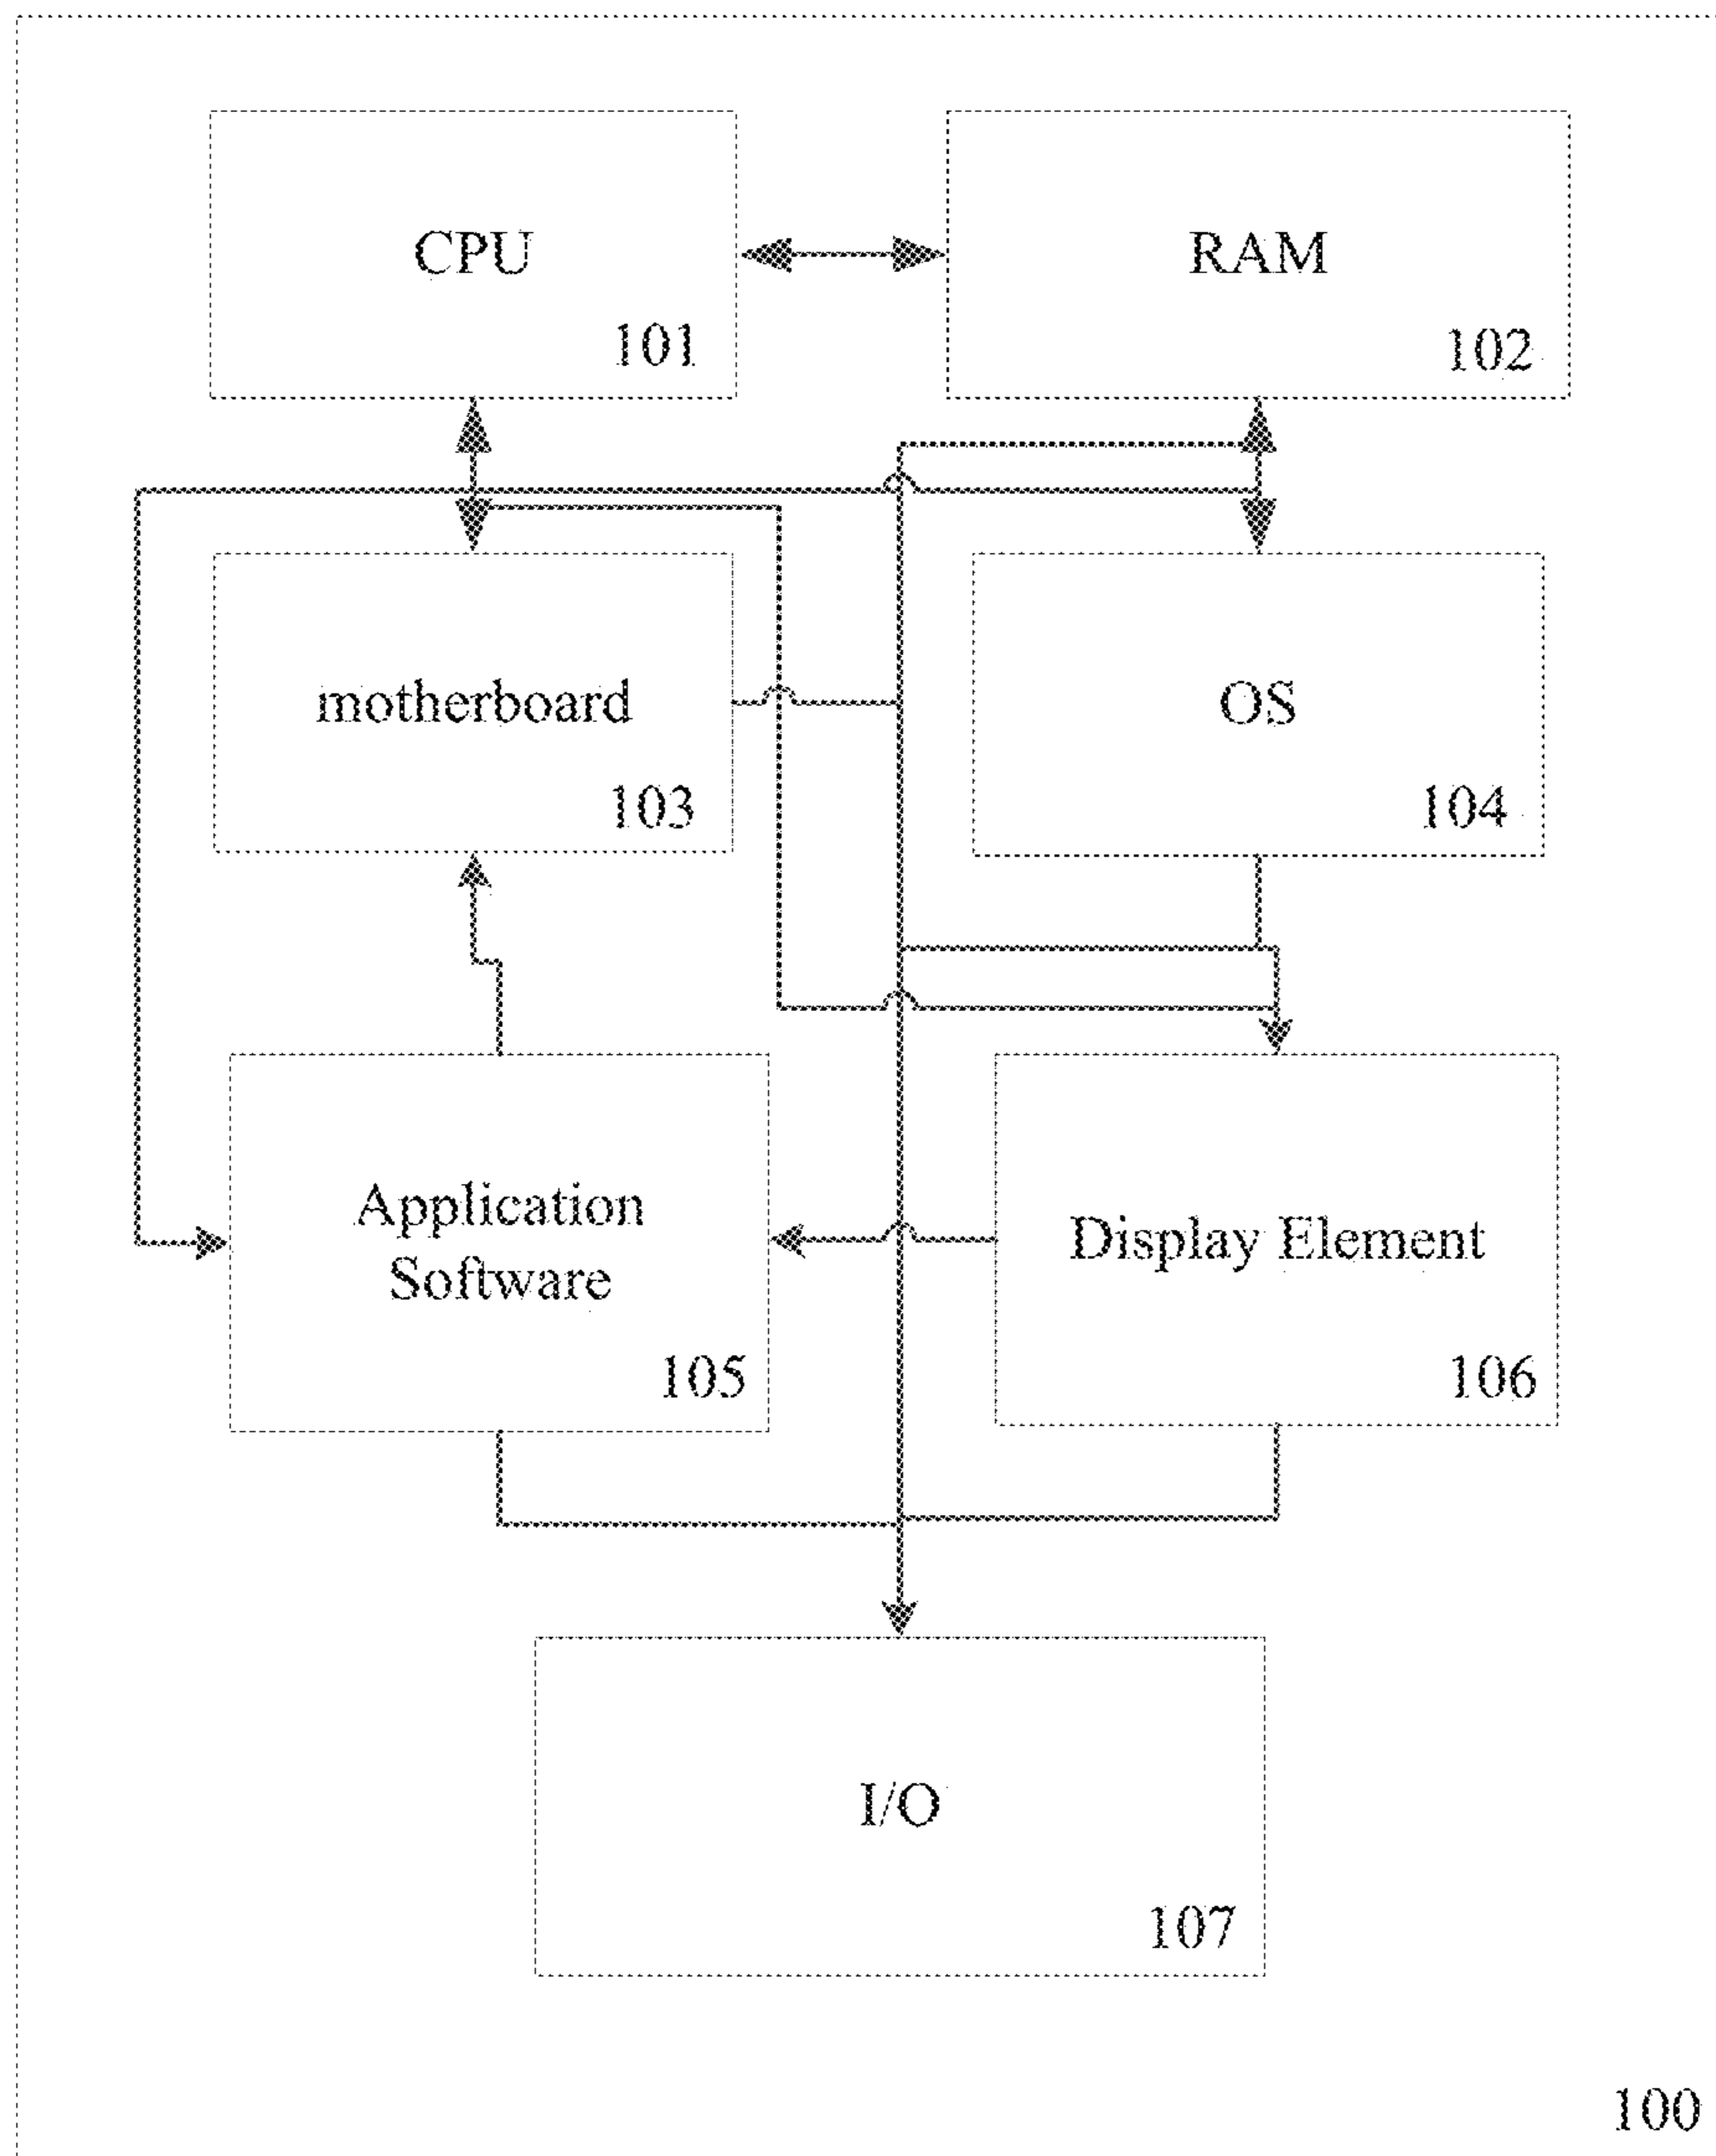 CPU
101
RAM
102
motherboard
103
OS
104
Application
Software
105
Display Element
106
I/O
107
100